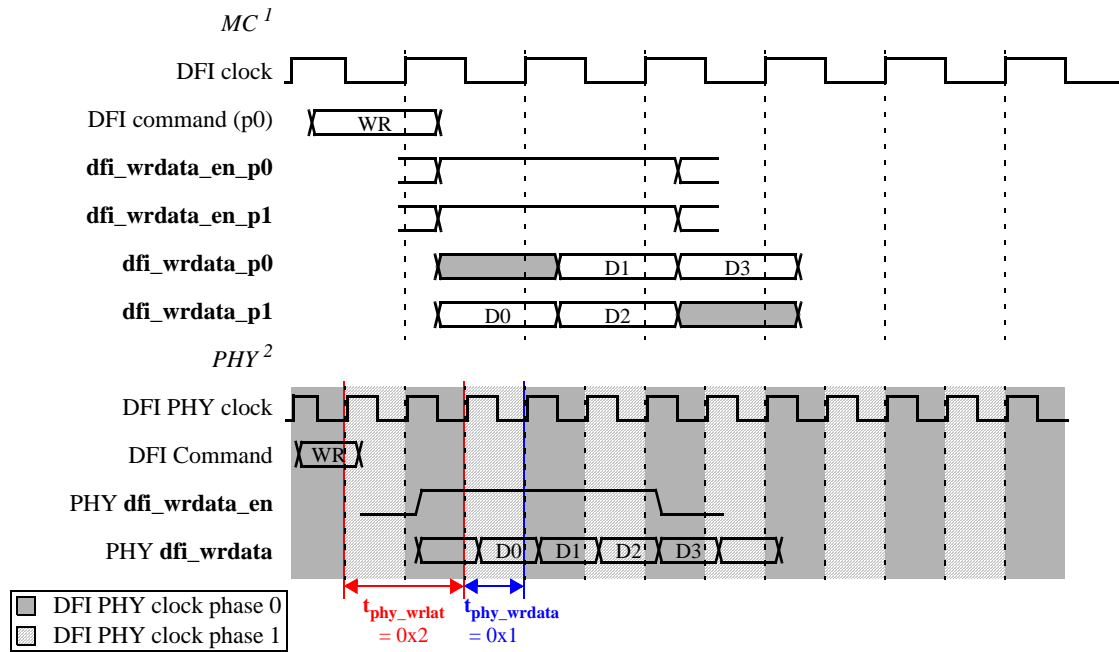 MC 1
DFI clock
DFI command (p0) WR
dfi_wrdata_en_p0
dfi_wrdata_en_p1
dfi_wrdata_p0 D1 D3
dfi_wrdata_p1 D0 D2
PHY 2
DFI PHY clock
DFI Command WR
PHY dfi_wrdata_en
PHY dfi_wrdata D0 D1 D2 D3
DFI PHY clock phase 0
DFI PHY clock phase 1
tphy_wrlat
= 0x2
tphy_wrdata
= 0x1